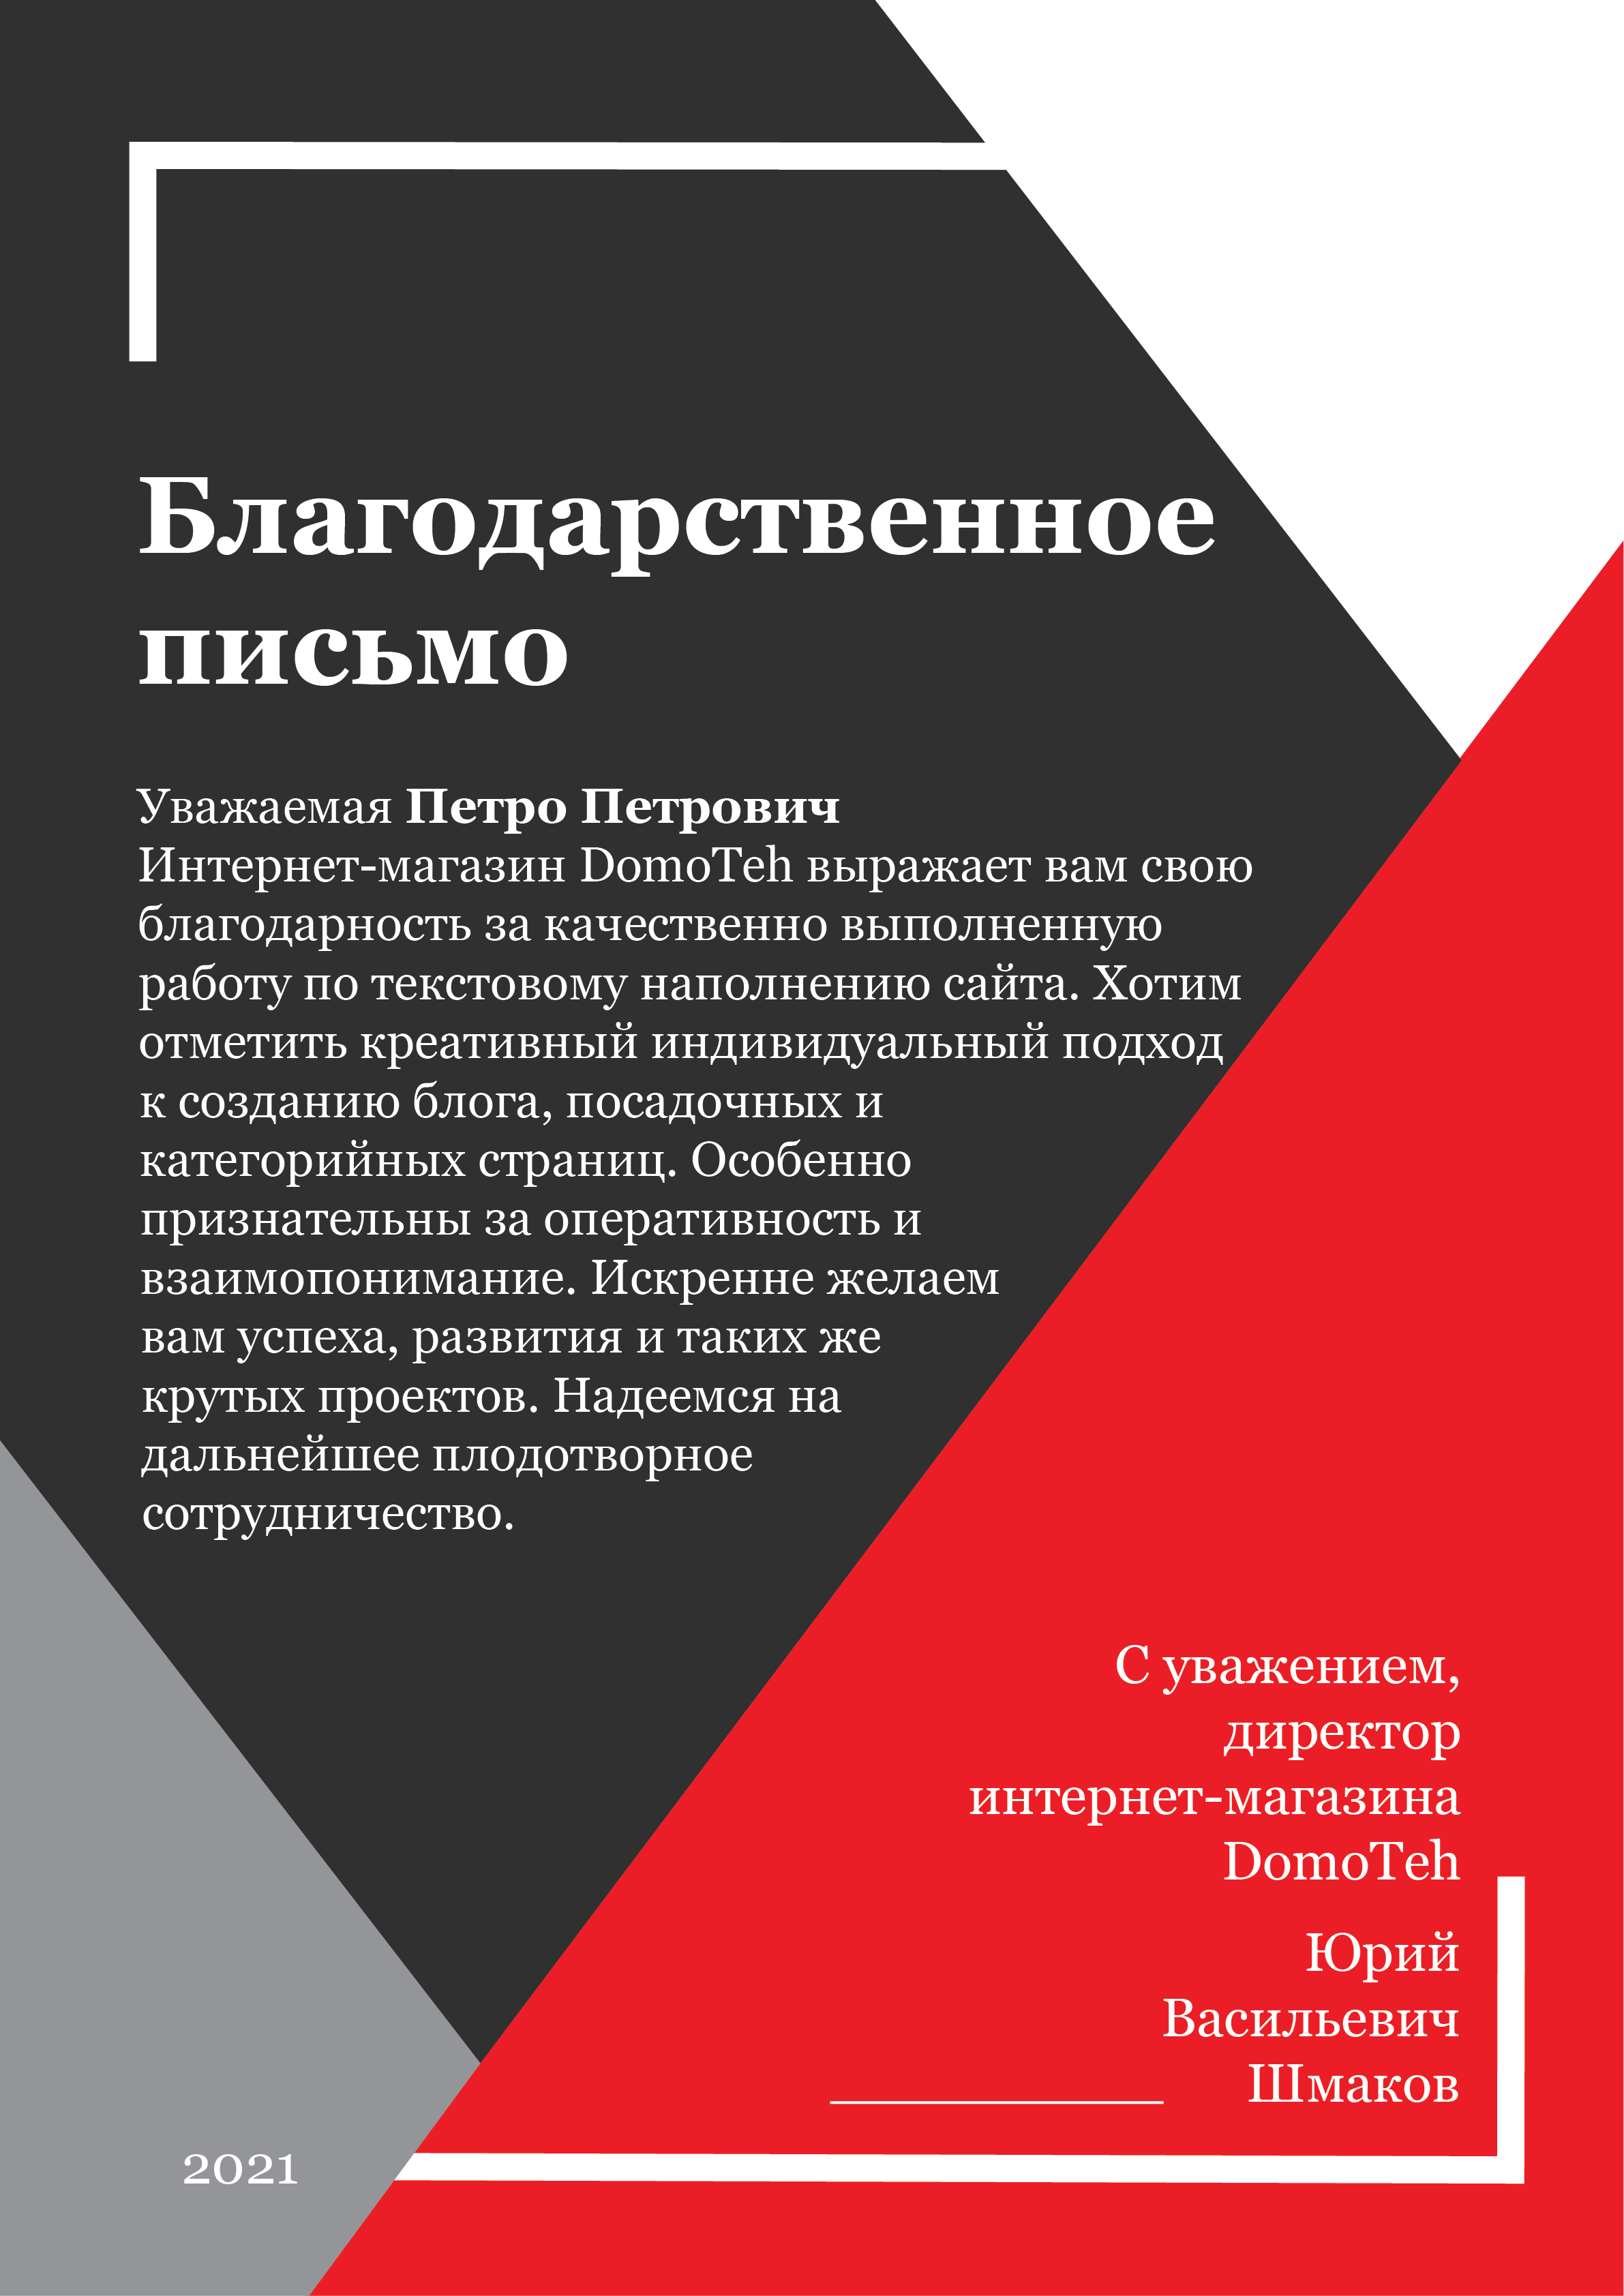 Благодарственное
письмо
Уважаемая Петро Петрович
Интернет-магазин DomoTeh выражает вам свою
благодарность за качественно выполненную
работу по текстовому наполнению сайта. Хотим
отметить креативный индивидуальный подход
к созданию блога, посадочных и
категорийных страниц. Особенно
признательны за оперативность и
взаимопонимание. Искренне желаем
вам успеха, развития и таких же
крутых проектов. Надеемся на
дальнейшее плодотворное
сотрудничество.
С уважением,
директор
интернет-магазина
DomoTeh
Юрий
Васильевич
Шмаков
2021